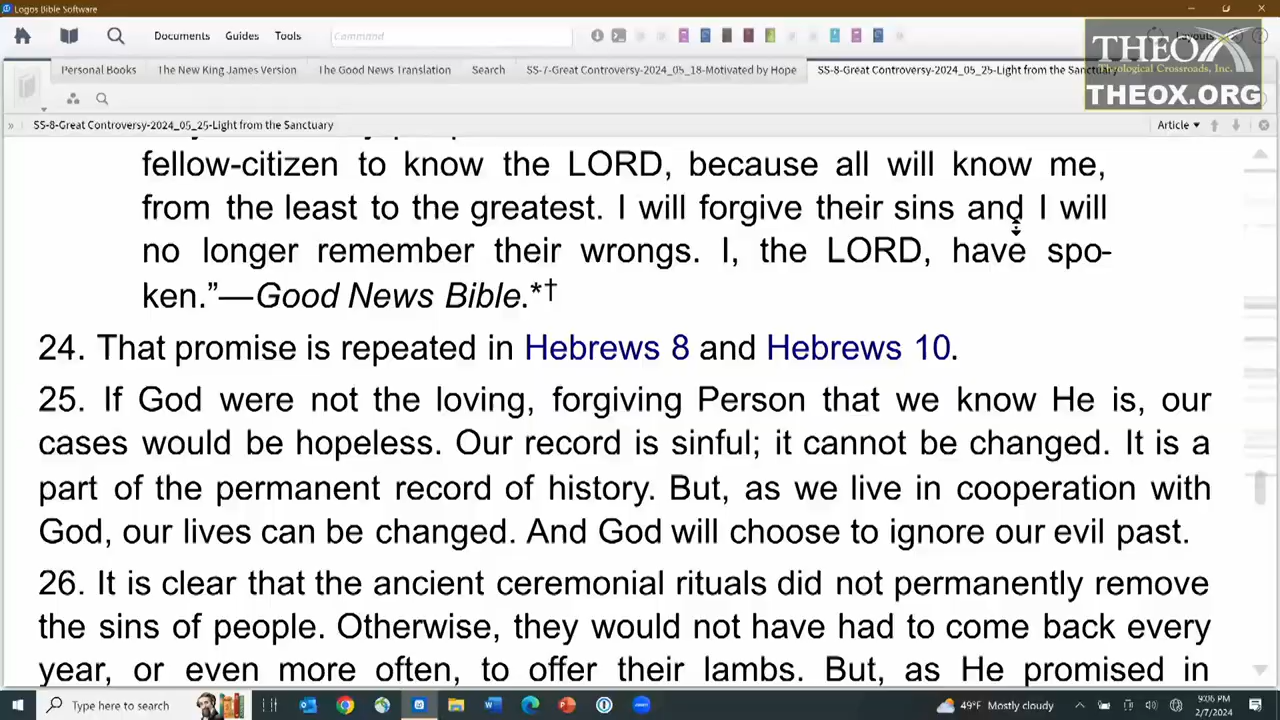 Logos Bible Software
Documents Guides Tools Command Layouts
THEOX
Theological Crossroads, Inc.
THEOX.ORG
Personal Books The New King James Version The Good New SS-7-Great Controversy-2024_05_18-Motivated by Hope SS-8-Great Controversy-2024_05_25-Light from the Sanctuary
» SS-8-Great Controversy-2024_05_25-Light from the Sanctuary Article
fellow-citizen to know the LORD, because all will know me,
from the least to the greatest. I will forgive their sins and I will
no longer remember their wrongs. I, the LORD, have spo-
ken.”—Good News Bible.*†
24. That promise is repeated in Hebrews 8 and Hebrews 10.
25. If God were not the loving, forgiving Person that we know He is, our
cases would be hopeless. Our record is sinful; it cannot be changed. It is a
part of the permanent record of history. But, as we live in cooperation with
God, our lives can be changed. And God will choose to ignore our evil past.
26. It is clear that the ancient ceremonial rituals did not permanently remove
the sins of people. Otherwise, they would not have had to come back every
year, or even more often, to offer their lambs. But, as He promised in
Type here to search 49°F Mostly cloudy 9:06 PM
2/7/2024